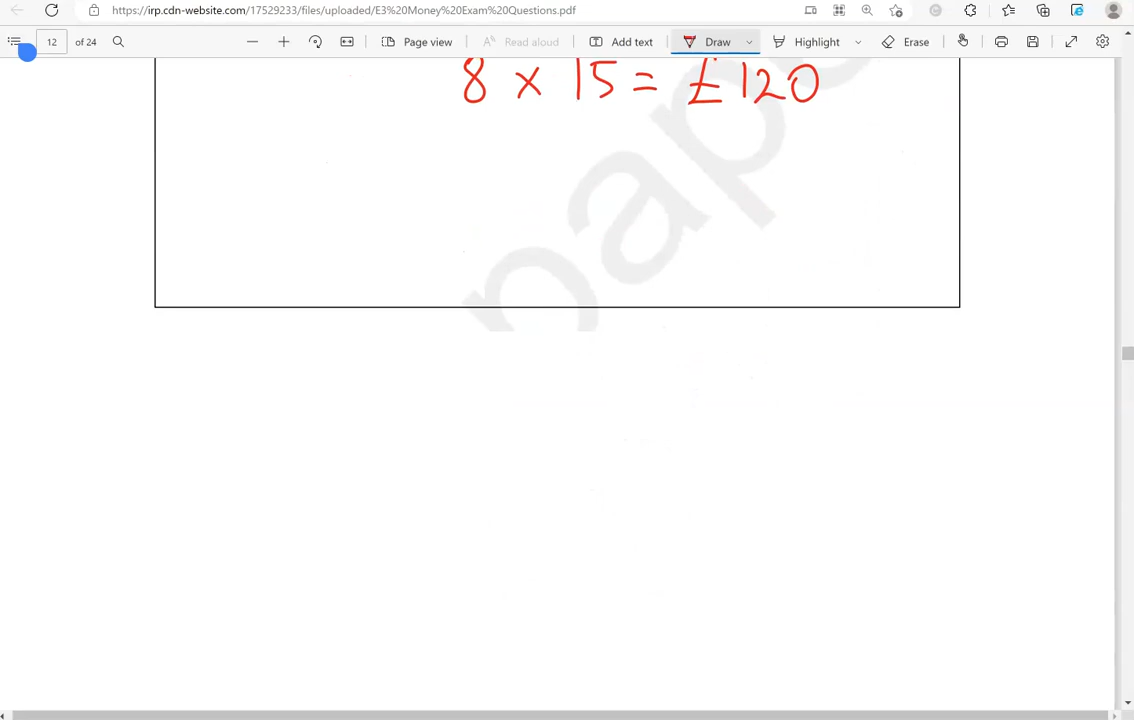 https://irp.cdn-website.com/17529233/files/uploaded/E3%20Money%20Exam%20Questions.pdf
12 of 24 Page view Read aloud Add text Draw Highlight Erase
8 × 15 = £120